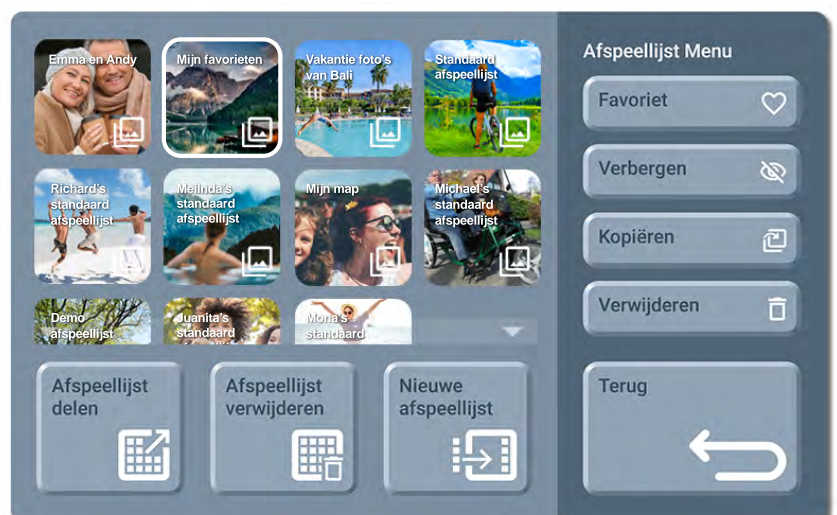 Emma en Andy
Mijn favorieten
Vakantie foto's
van Bali
Standaard
afspeellijst
Richard's
standaard
afspeellijst
Melinda's
standaard
afspeellijst
Mijn map
Michael's
standaard
afspeellijst
Demo
afspeellijst
Juanita's
standaard
Mona's
standaard
Afspeellijst
delen
Afspeellijst
verwijderen
Nieuwe
afspeellijst
Afspeellijst Menu
Favoriet
Verbergen
Kopiëren
Verwijderen
Terug